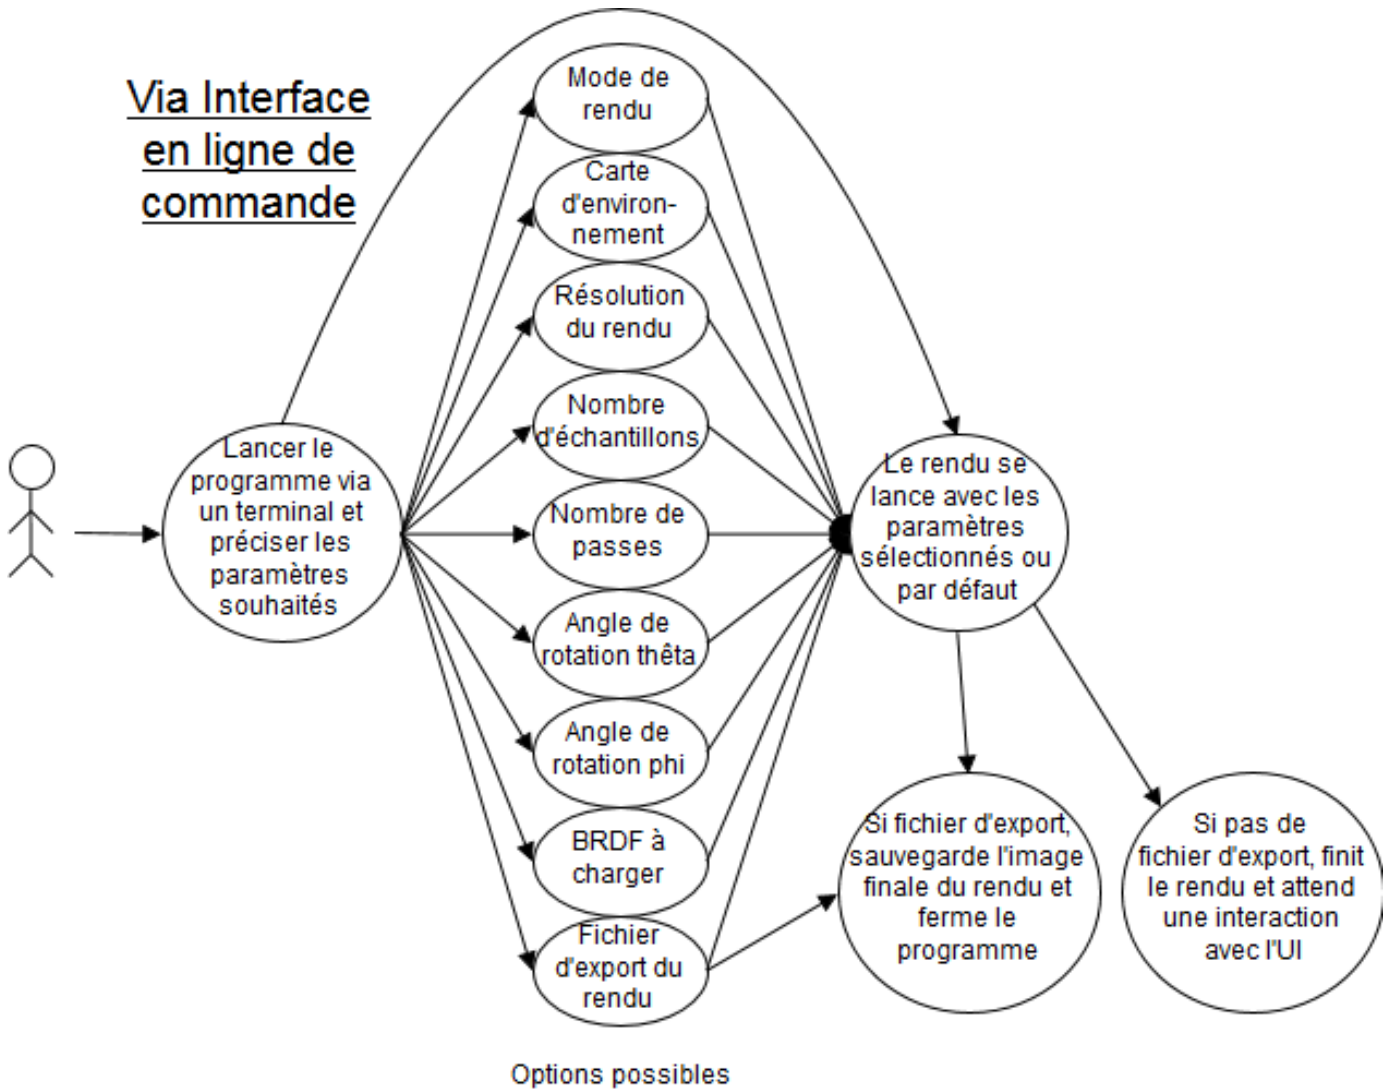 Via Interface
en ligne de
commande
Lancer le
programme via
un terminal et
préciser les
paramètres
souhaités
Mode de
rendu
Carte
d'environ-
nement
Résolution
du rendu
Nombre
d'échantillons
Nombre de
passes
Angle de
rotation thêta
Angle de
rotation phi
BRDF à
charger
Fichier
d'export du
rendu
Options possibles
Le rendu se
lance avec les
paramètres
sélectionnés ou
par défaut
Si fichier d'export,
sauvegarde l'image
finale du rendu et
ferme le
programme
Si pas de
fichier d'export, finit
le rendu et attend
une interaction
avec l'UI